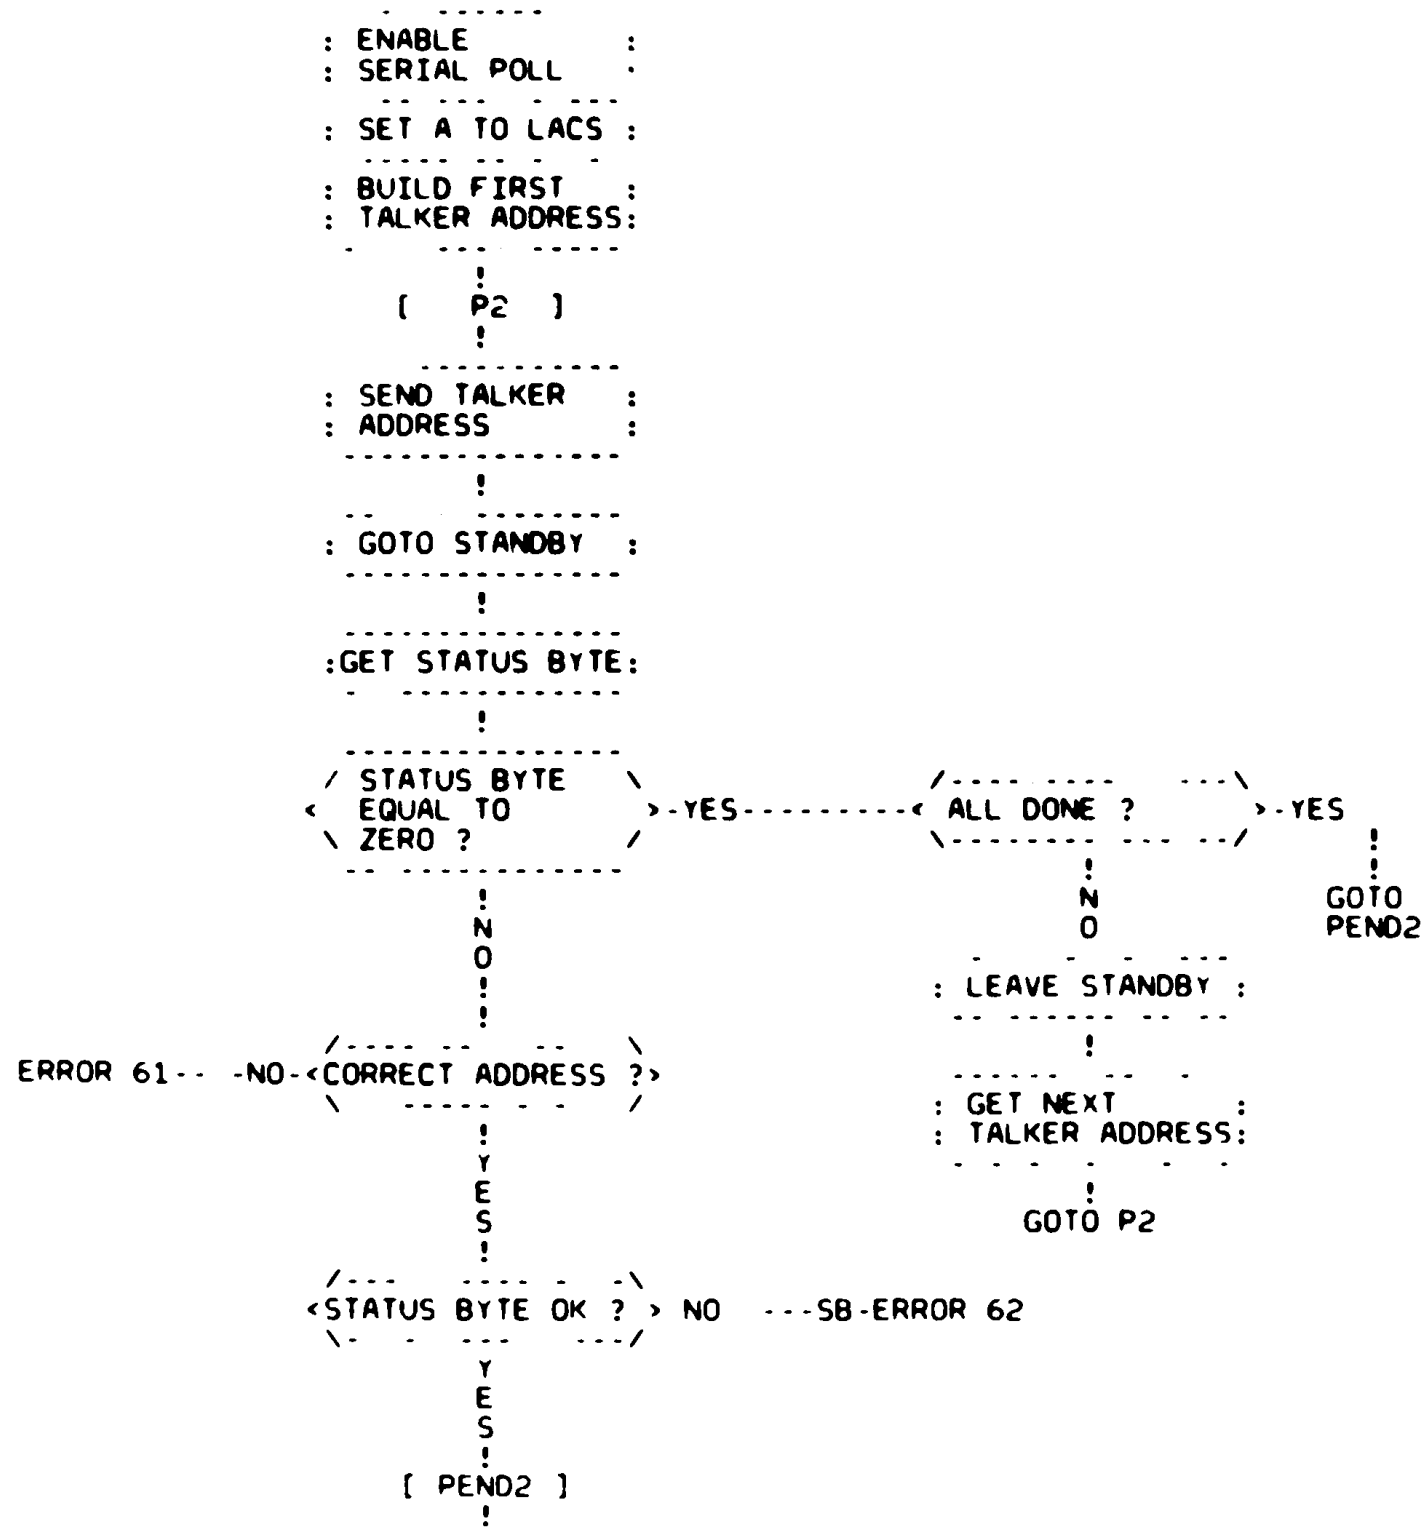 : ENABLE :
: SERIAL POLL .
: SET A TO LACS :
: BUILD FIRST :
: TALKER ADDRESS:
!
[ P2 ]
!
: SEND TALKER :
: ADDRESS :
!
: GOTO STANDBY :
!
:GET STATUS BYTE:
!
/ STATUS BYTE \
< EQUAL TO >-YES---------< ALL DONE ? >-YES
\ ZERO ? /
!
N
O
!
!
!
N
O
!
!
GOTO
PEND2
: LEAVE STANDBY :
!
: GET NEXT :
: TALKER ADDRESS:
!
GOTO P2
ERROR 61-- -NO-<CORRECT ADDRESS ?>
!
Y
E
S
!
<STATUS BYTE OK ? > NO ---SB-ERROR 62
Y
E
S
!
[ PEND2 ]
!